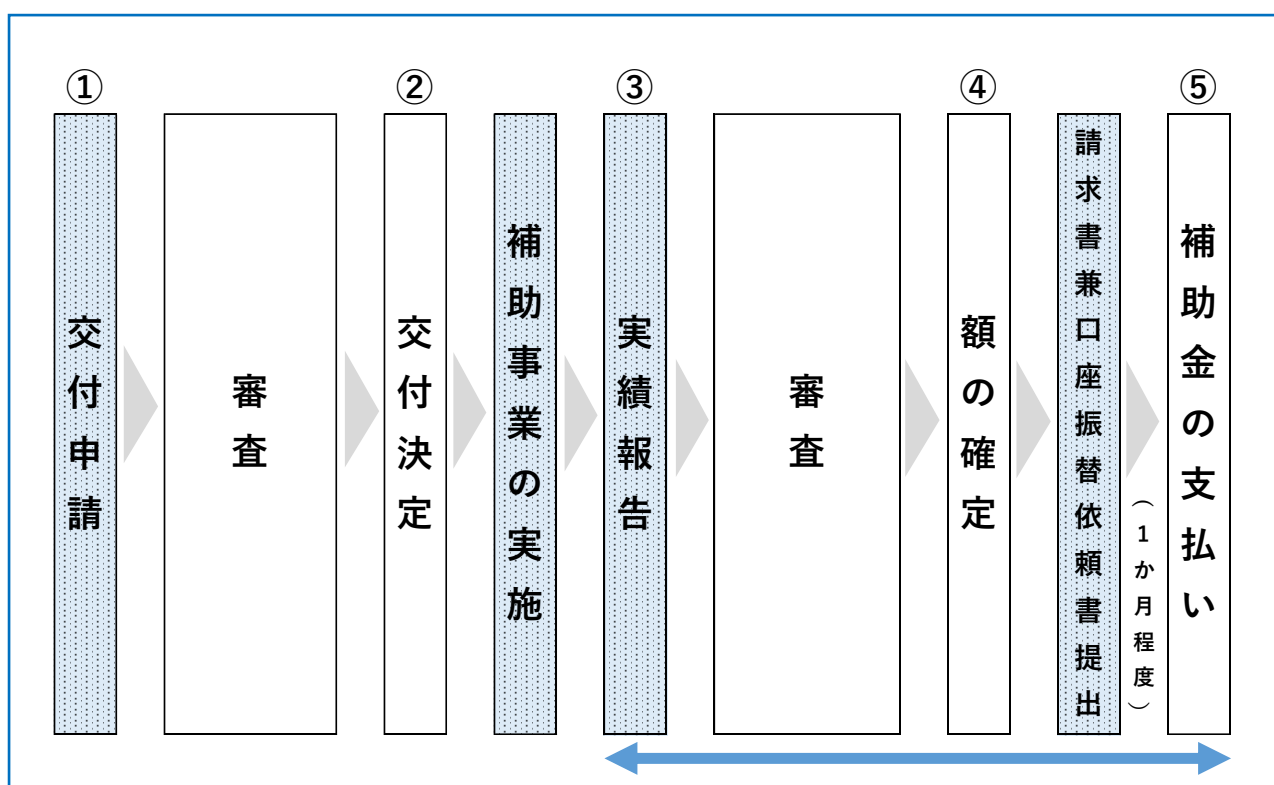 ①
交付申請
審査
②
交付決定
補助事業の実施
③
実績報告
審査
④
額の確定
請求書兼口座振替依頼書提出
（１か月程度）
⑤
補助金の支払い